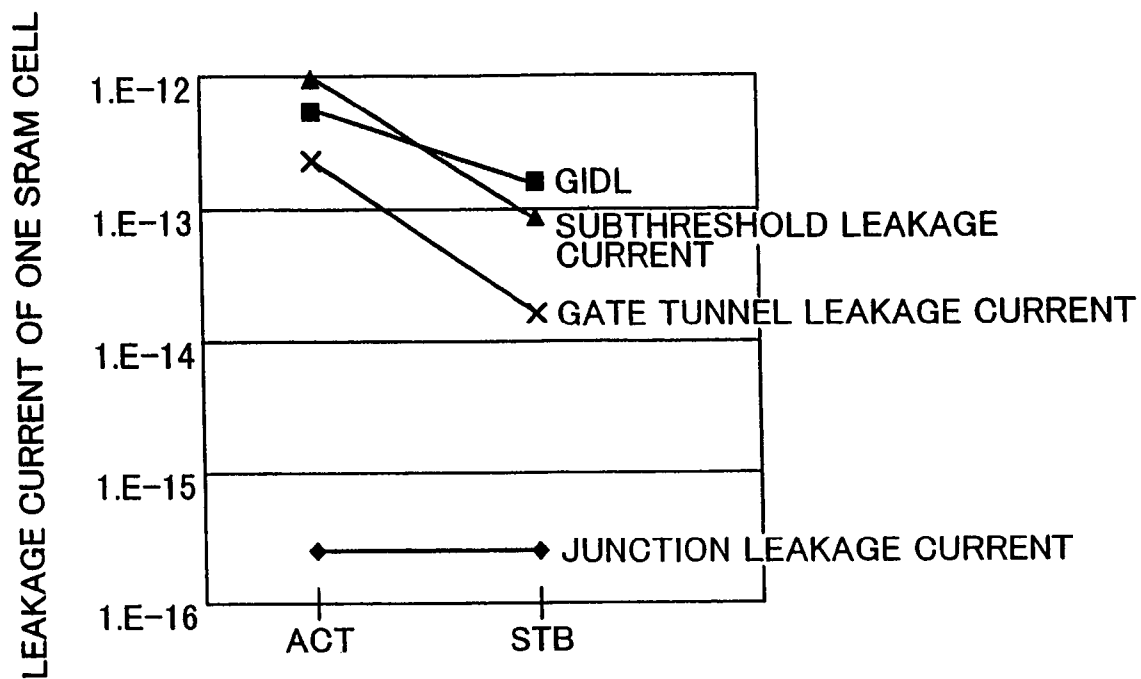 LEAKAGE CURRENT OF ONE SRAM CELL
1.E-12
1.E-13
1.E-14
1.E-15
1.E-16
GIDL
SUBTHRESHOLD LEAKAGE
CURRENT
GATE TUNNEL LEAKAGE CURRENT
JUNCTION LEAKAGE CURRENT
ACT
STB